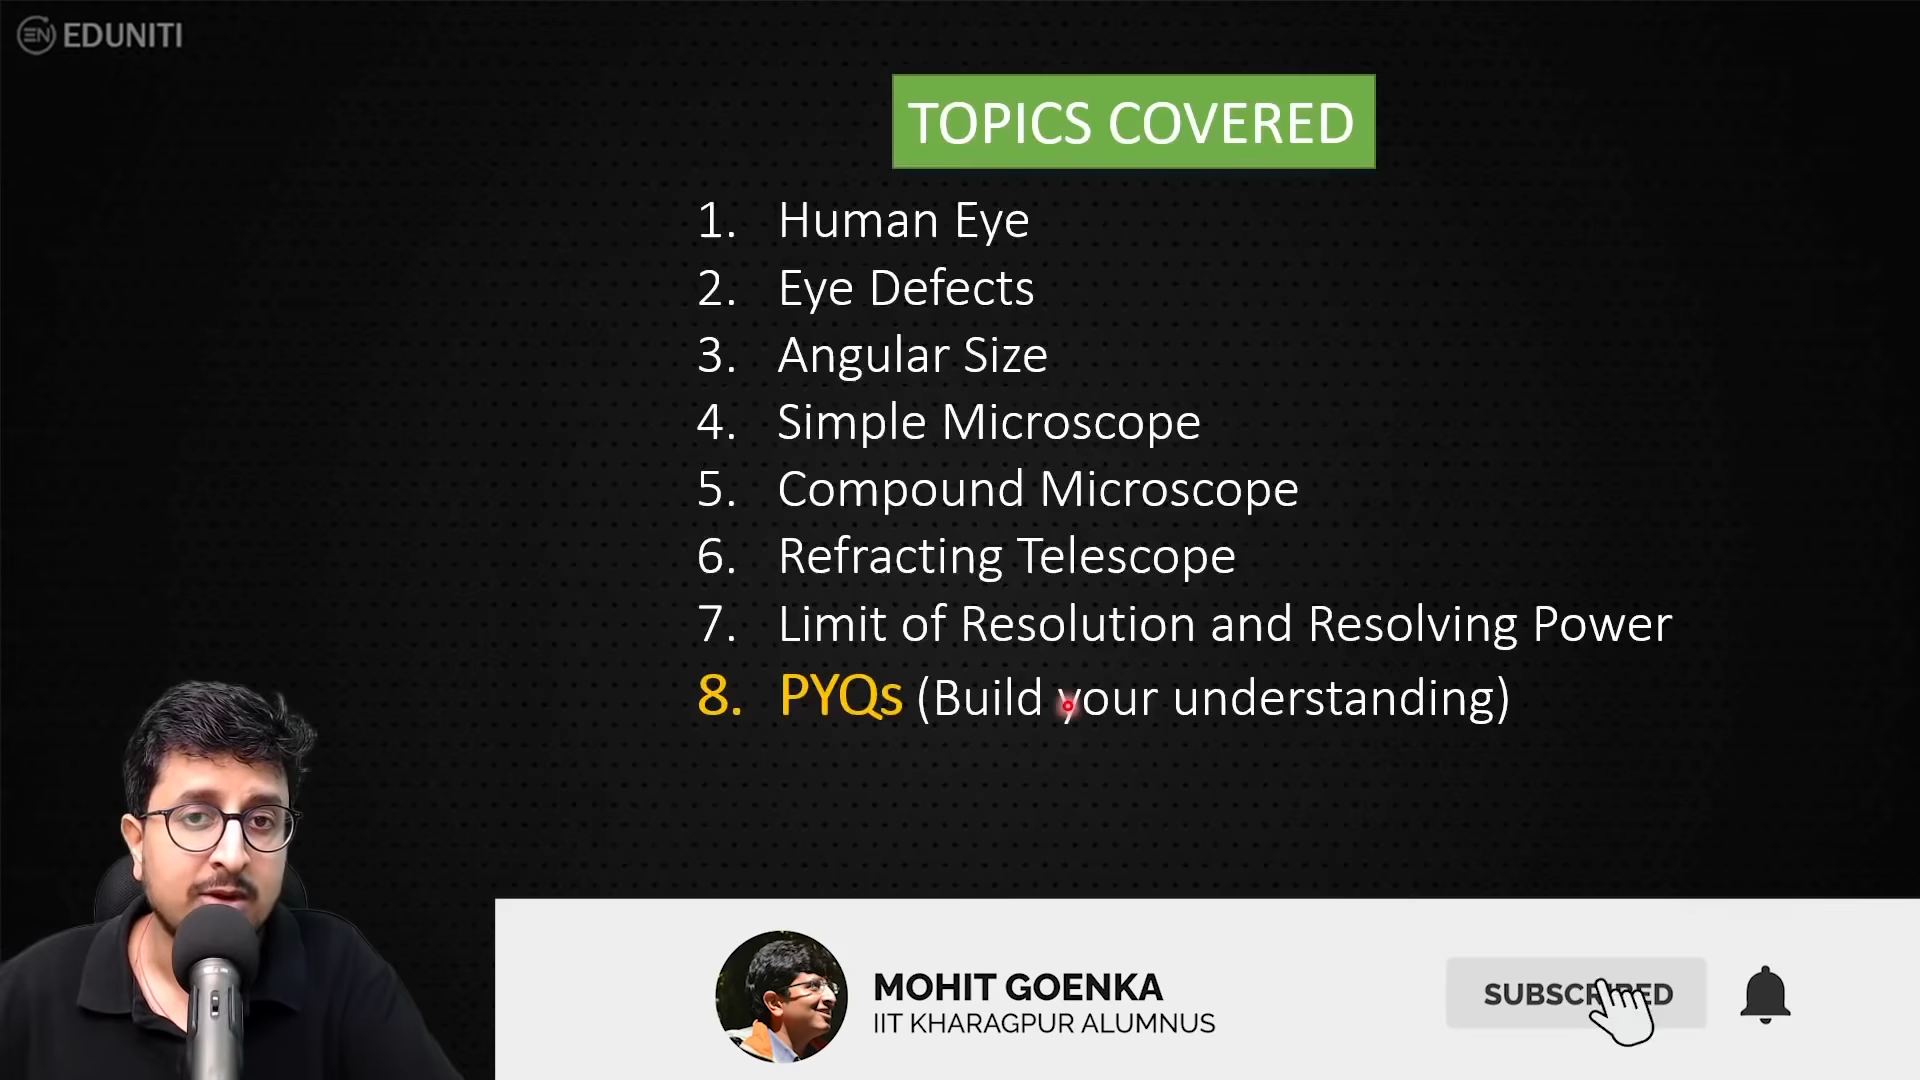 EN EDUNITI
TOPICS COVERED
1. Human Eye
2. Eye Defects
3. Angular Size
4. Simple Microscope
5. Compound Microscope
6. Refracting Telescope
7. Limit of Resolution and Resolving Power
8. PYQs (Build your understanding)
MOHIT GOENKA
IIT KHARAGPUR ALUMNUS
SUBSCRIBED